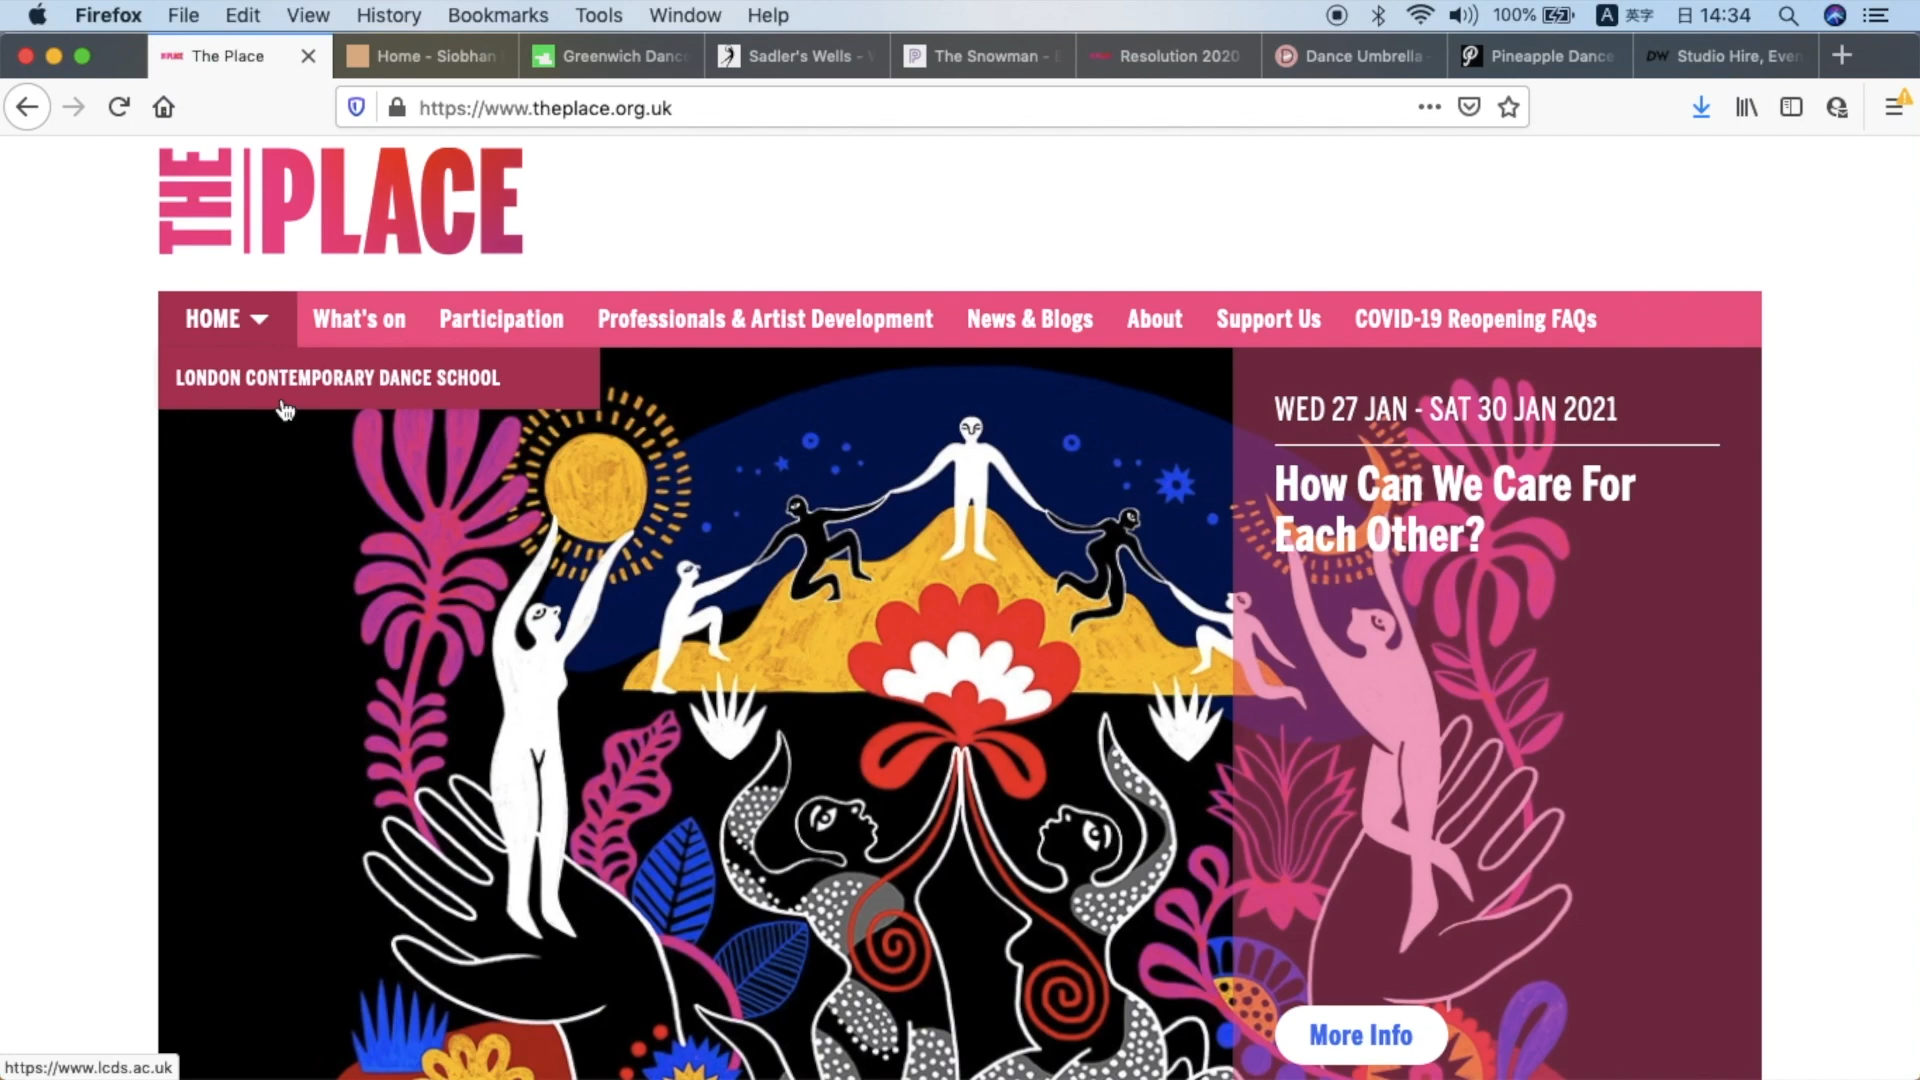 Firefox File Edit View History Bookmarks Tools Window Help 100% A 英字 日 14:34
THE PLACE The Place Home - Siobhan Greenwich Dance Sadler's Wells - The Snowman - Resolution 2020 Dance Umbrella - Pineapple Dance DW Studio Hire, Even
https://www.theplace.org.uk
THE PLACE
HOME What's on Participation Professionals & Artist Development News & Blogs About Support Us COVID-19 Reopening FAQs
LONDON CONTEMPORARY DANCE SCHOOL
WED 27 JAN - SAT 30 JAN 2021
How Can We Care For
Each Other?
More Info
https://www.lcds.ac.uk